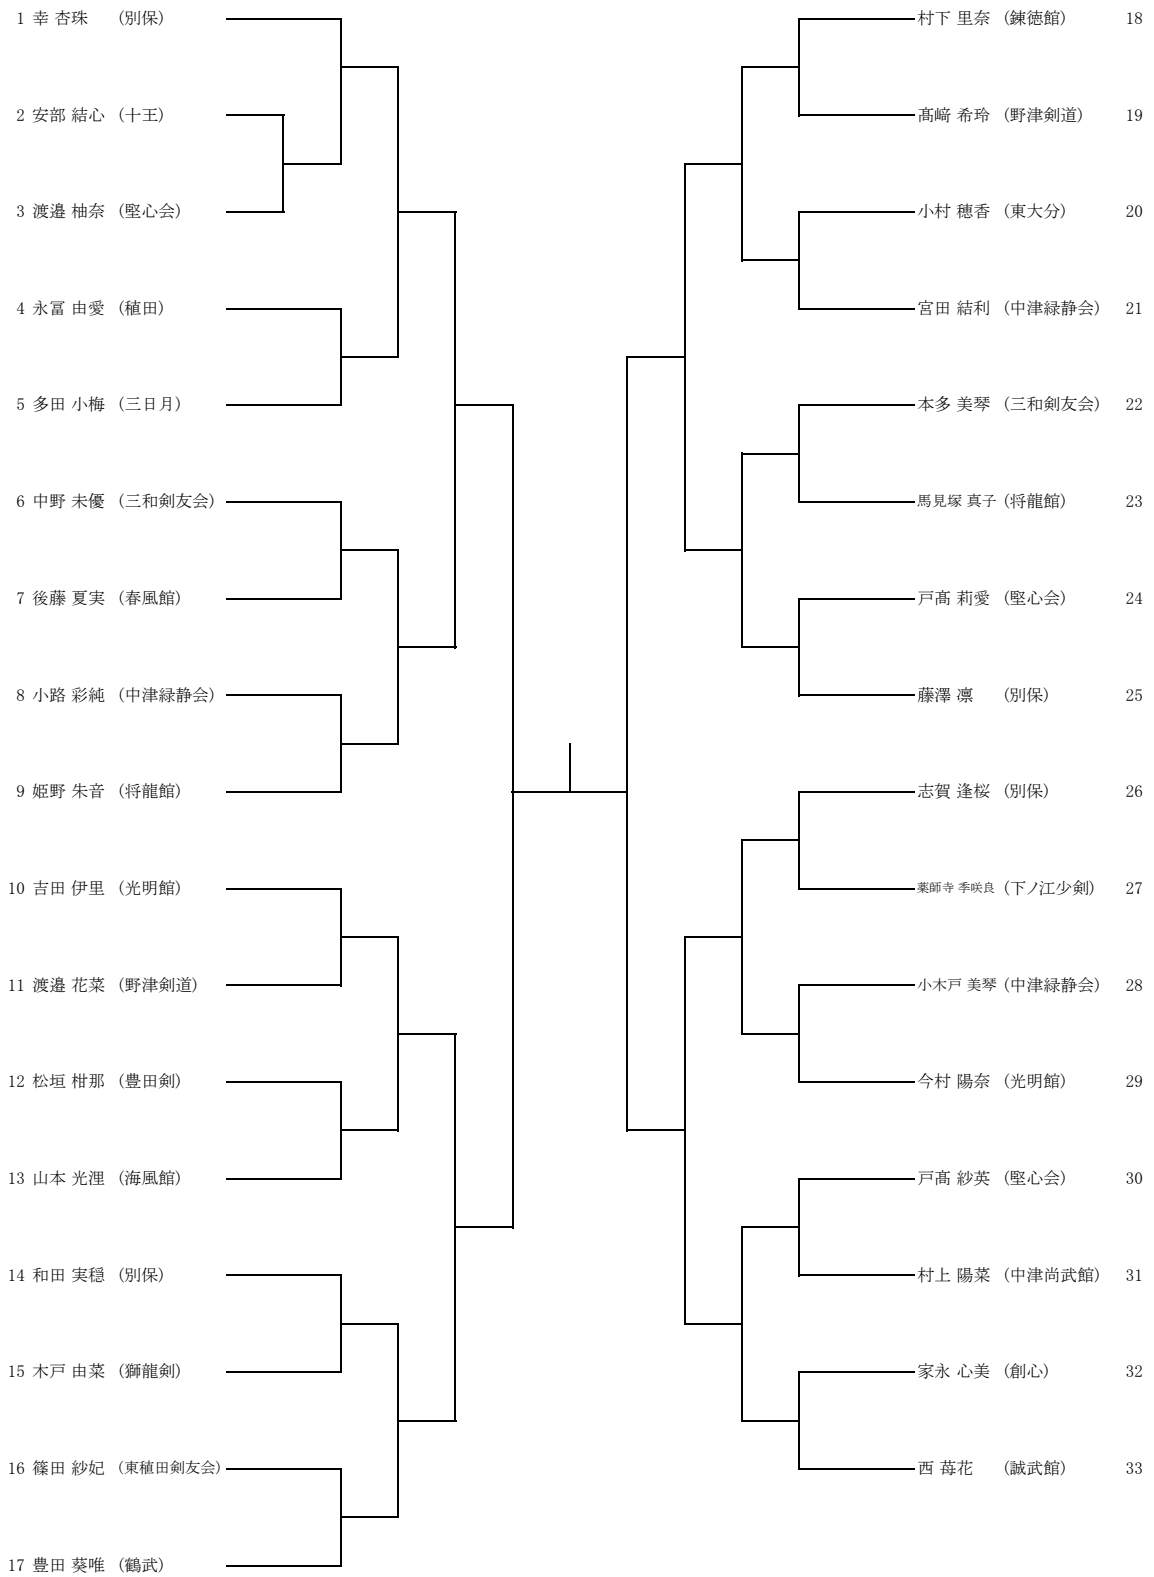 1 幸 杏珠 (別保)
2 安部 結心 (十王)
3 渡邉 柚奈 (堅心会)
4 永冨 由愛 (稙田)
5 多田 小梅 (三日月)
6 中野 未優 (三和剣友会)
7 後藤 夏実 (春風館)
8 小路 彩純 (中津緑静会)
9 姫野 朱音 (将龍館)
10 吉田 伊里 (光明館)
11 渡邉 花菜 (野津剣道)
12 松垣 柑那 (豊田剣)
13 山本 光浬 (海風館)
14 和田 実穏 (別保)
15 木戸 由菜 (獅龍剣)
16 篠田 紗妃 (東稙田剣友会)
17 豊田 葵唯 (鶴武)
村下 里奈 (錬徳館) 18
髙﨑 希玲 (野津剣道) 19
小村 穂香 (東大分) 20
宮田 結利 (中津緑静会) 21
本多 美琴 (三和剣友会) 22
馬見塚 真子 (将龍館) 23
戸髙 莉愛 (堅心会) 24
藤澤 凛 (別保) 25
志賀 逢桜 (別保) 26
薬師寺 季咲良 (下ノ江少剣) 27
小木戸 美琴 (中津緑静会) 28
今村 陽奈 (光明館) 29
戸髙 紗英 (堅心会) 30
村上 陽菜 (中津尚武館) 31
家永 心美 (創心) 32
西 苺花 (誠武館) 33